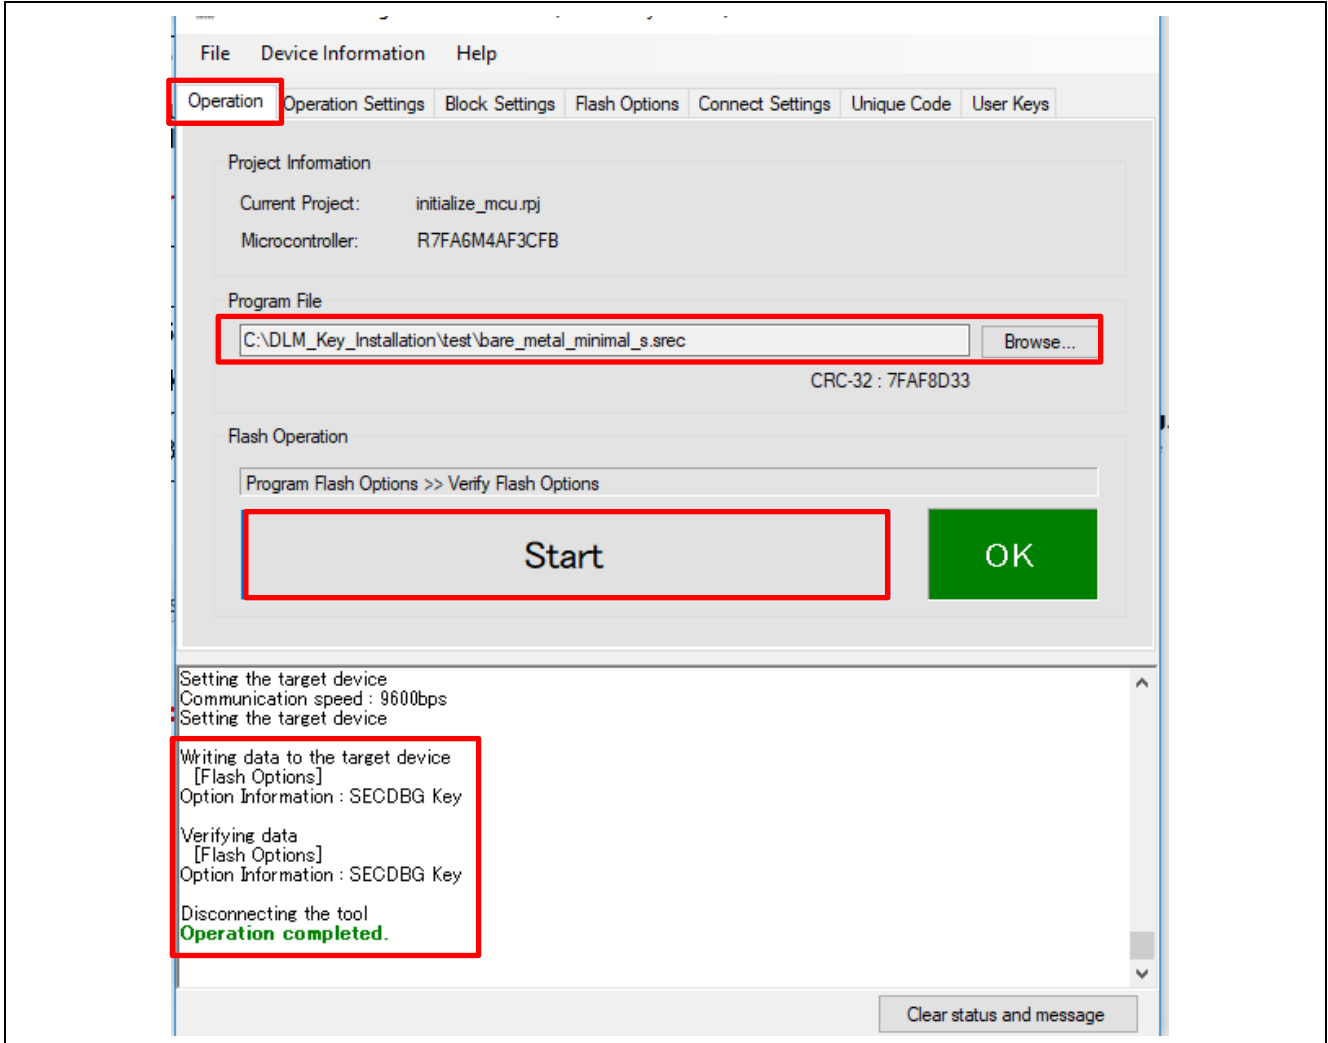 File Device Information Help
Operation Operation Settings Block Settings Flash Options Connect Settings Unique Code User Keys
Project Information
Current Project: initialize_mcu.rpj
Microcontroller: R7FA6M4AF3CFB
Program File
C:\DLM_Key_Installation\test\bare_metal_minimal_s.srec Browse...
CRC-32 : 7FAF8D33
Flash Operation
Program Flash Options >> Verify Flash Options
Start OK
Setting the target device
Communication speed : 9600bps
Setting the target device
Writing data to the target device
[Flash Options]
Option Information : SECDBG Key
Verifying data
[Flash Options]
Option Information : SECDBG Key
Disconnecting the tool
Operation completed.
Clear status and message